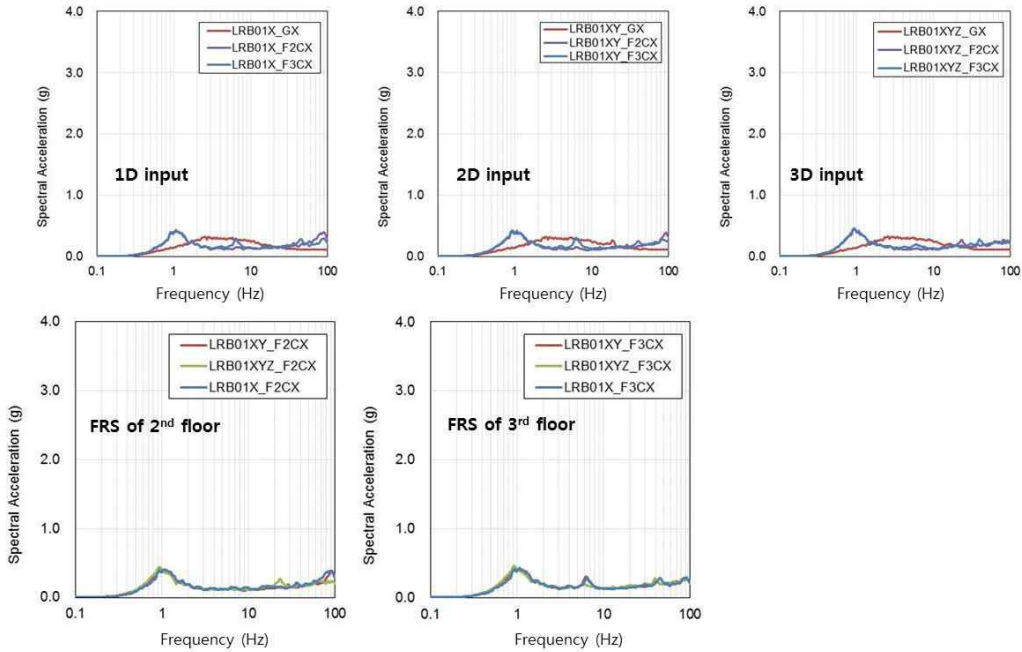 4.0
3.0
2.0
1.0
0.0
Spectral Acceleration (g)
LRB01X_GX
LRB01X_F2CX
LRB01X_F3CX
1D input
0.1 1 10 100
Frequency (Hz)
4.0
3.0
2.0
1.0
0.0
Spectral Acceleration (g)
LRB01XY_GX
LRB01XY_F2CX
LRB01XY_F3CX
2D input
0.1 1 10 100
Frequency (Hz)
4.0
3.0
2.0
1.0
0.0
Spectral Acceleration (g)
LRB01XYZ_GX
LRB01XYZ_F2CX
LRB01XYZ_F3CX
3D input
0.1 1 10 100
Frequency (Hz)
4.0
3.0
2.0
1.0
0.0
Spectral Acceleration (g)
LRB01XY_F2CX
LRB01XYZ_F2CX
LRB01X_F2CX
FRS of 2nd floor
0.1 1 10 100
Frequency (Hz)
4.0
3.0
2.0
1.0
0.0
Spectral Acceleration (g)
LRB01XY_F3CX
LRB01XYZ_F3CX
LRB01X_F3CX
FRS of 3rd floor
0.1 1 10 100
Frequency (Hz)